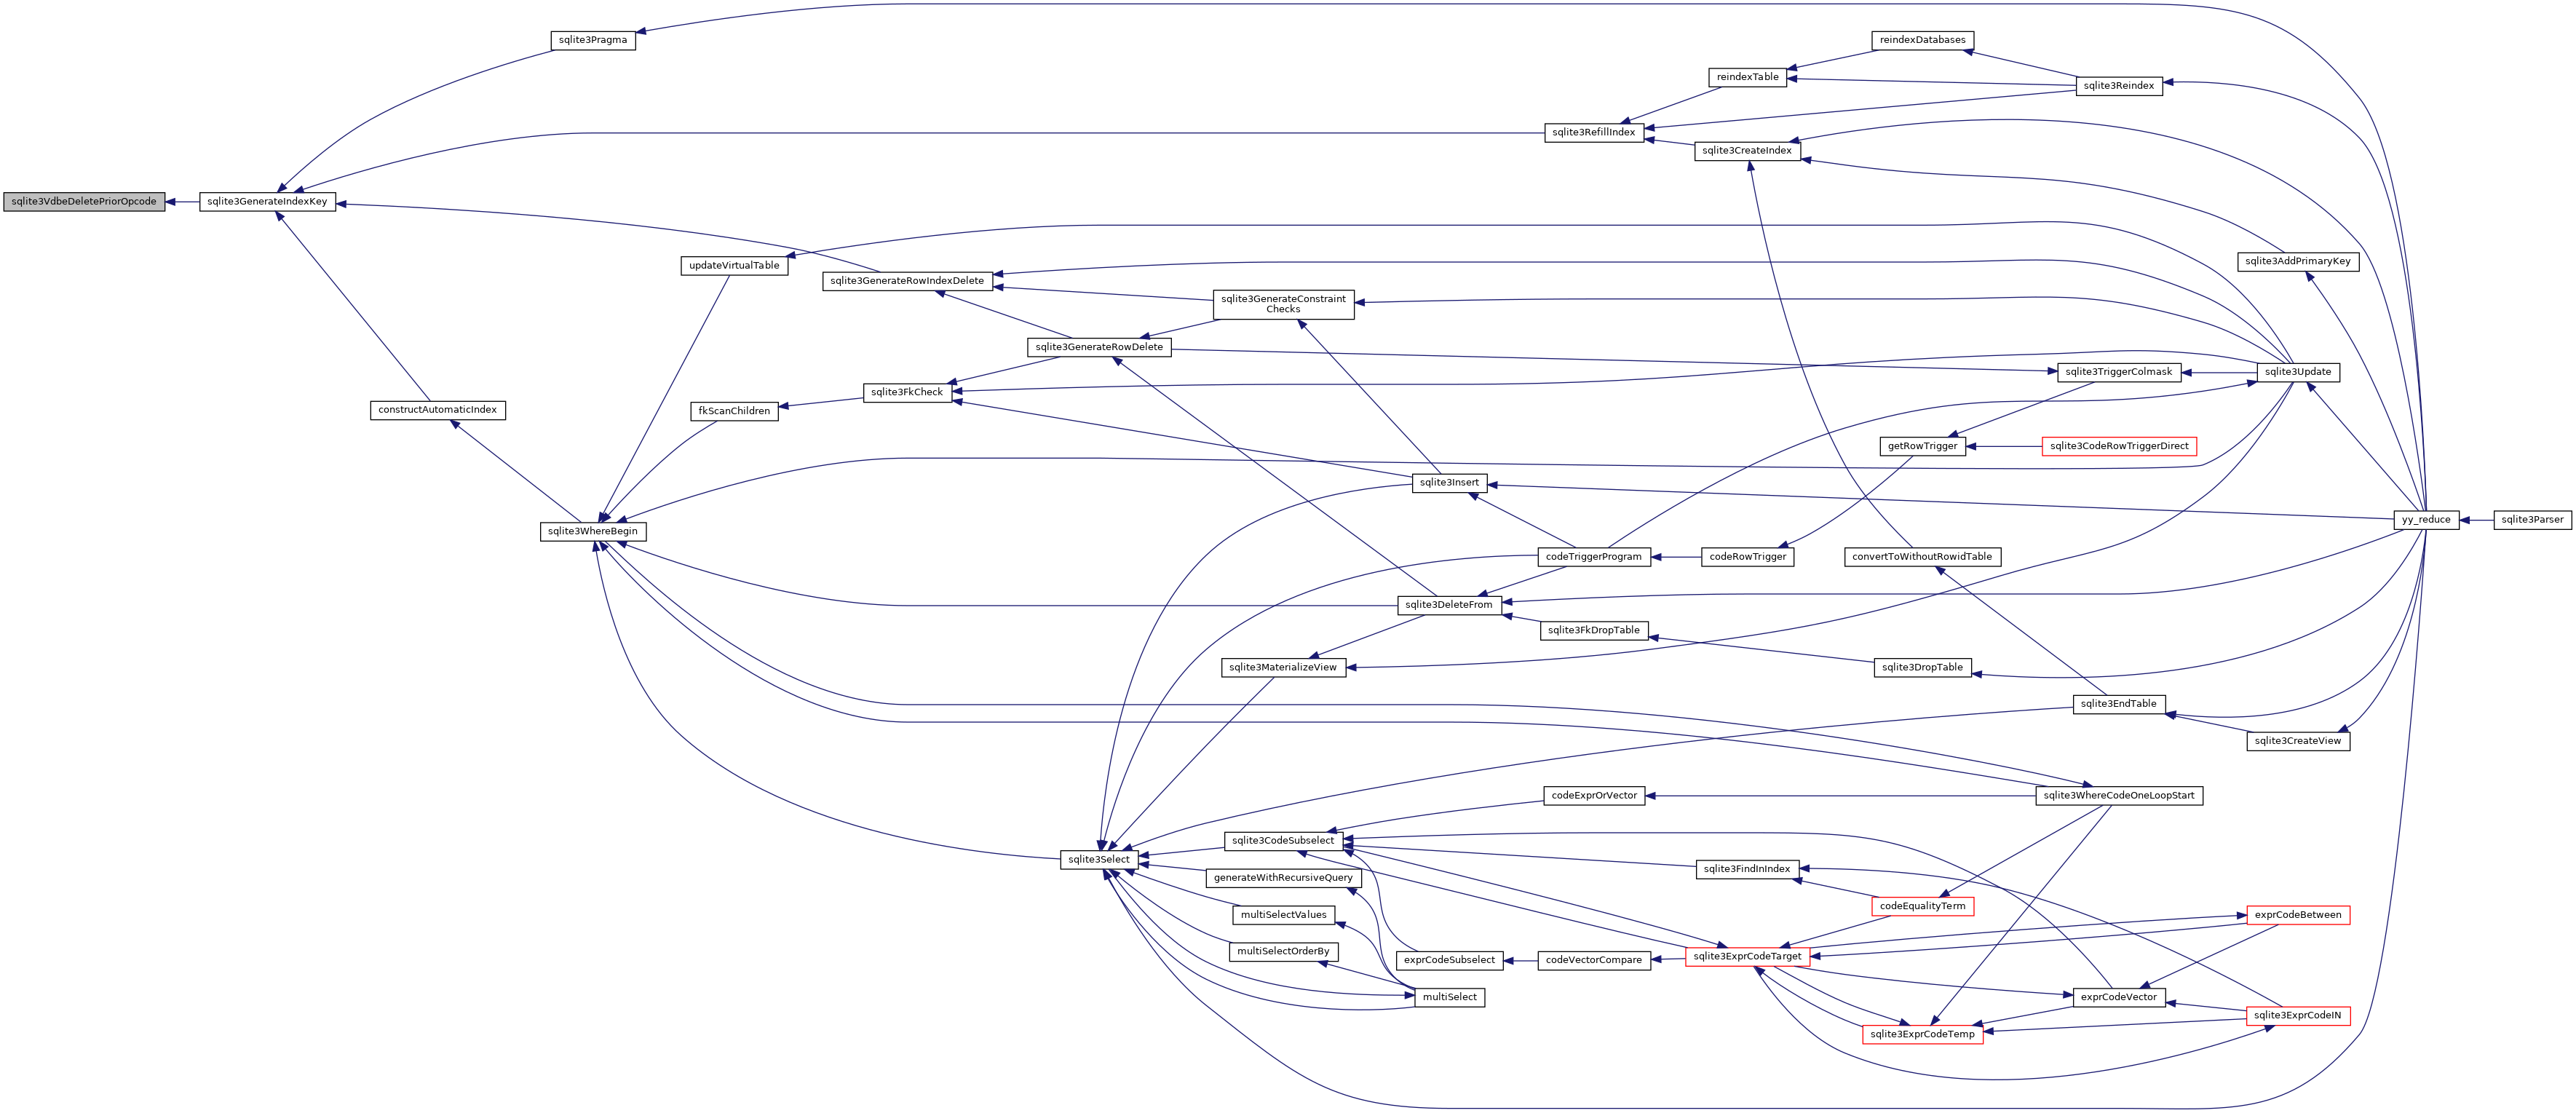 sqlite3Pragma
reindexDatabases
reindexTable
sqlite3Reindex
sqlite3RefillIndex
sqlite3CreateIndex
sqlite3VdbeDeletePriorOpcode
sqlite3GenerateIndexKey
updateVirtualTable
sqlite3AddPrimaryKey
sqlite3GenerateRowIndexDelete
sqlite3GenerateConstraint
Checks
sqlite3GenerateRowDelete
sqlite3TriggerColmask
sqlite3Update
sqlite3FkCheck
constructAutomaticIndex
fkScanChildren
getRowTrigger
sqlite3CodeRowTriggerDirect
sqlite3Insert
sqlite3WhereBegin
yy_reduce
sqlite3Parser
codeTriggerProgram
codeRowTrigger
convertToWithoutRowidTable
sqlite3DeleteFrom
sqlite3FkDropTable
sqlite3MaterializeView
sqlite3DropTable
sqlite3EndTable
sqlite3CreateView
codeExprOrVector
sqlite3WhereCodeOneLoopStart
sqlite3CodeSubselect
sqlite3Select
sqlite3FindInIndex
generateWithRecursiveQuery
codeEqualityTerm
multiSelectValues
exprCodeBetween
multiSelectOrderBy
exprCodeSubselect
codeVectorCompare
sqlite3ExprCodeTarget
multiSelect
exprCodeVector
sqlite3ExprCodeIN
sqlite3ExprCodeTemp